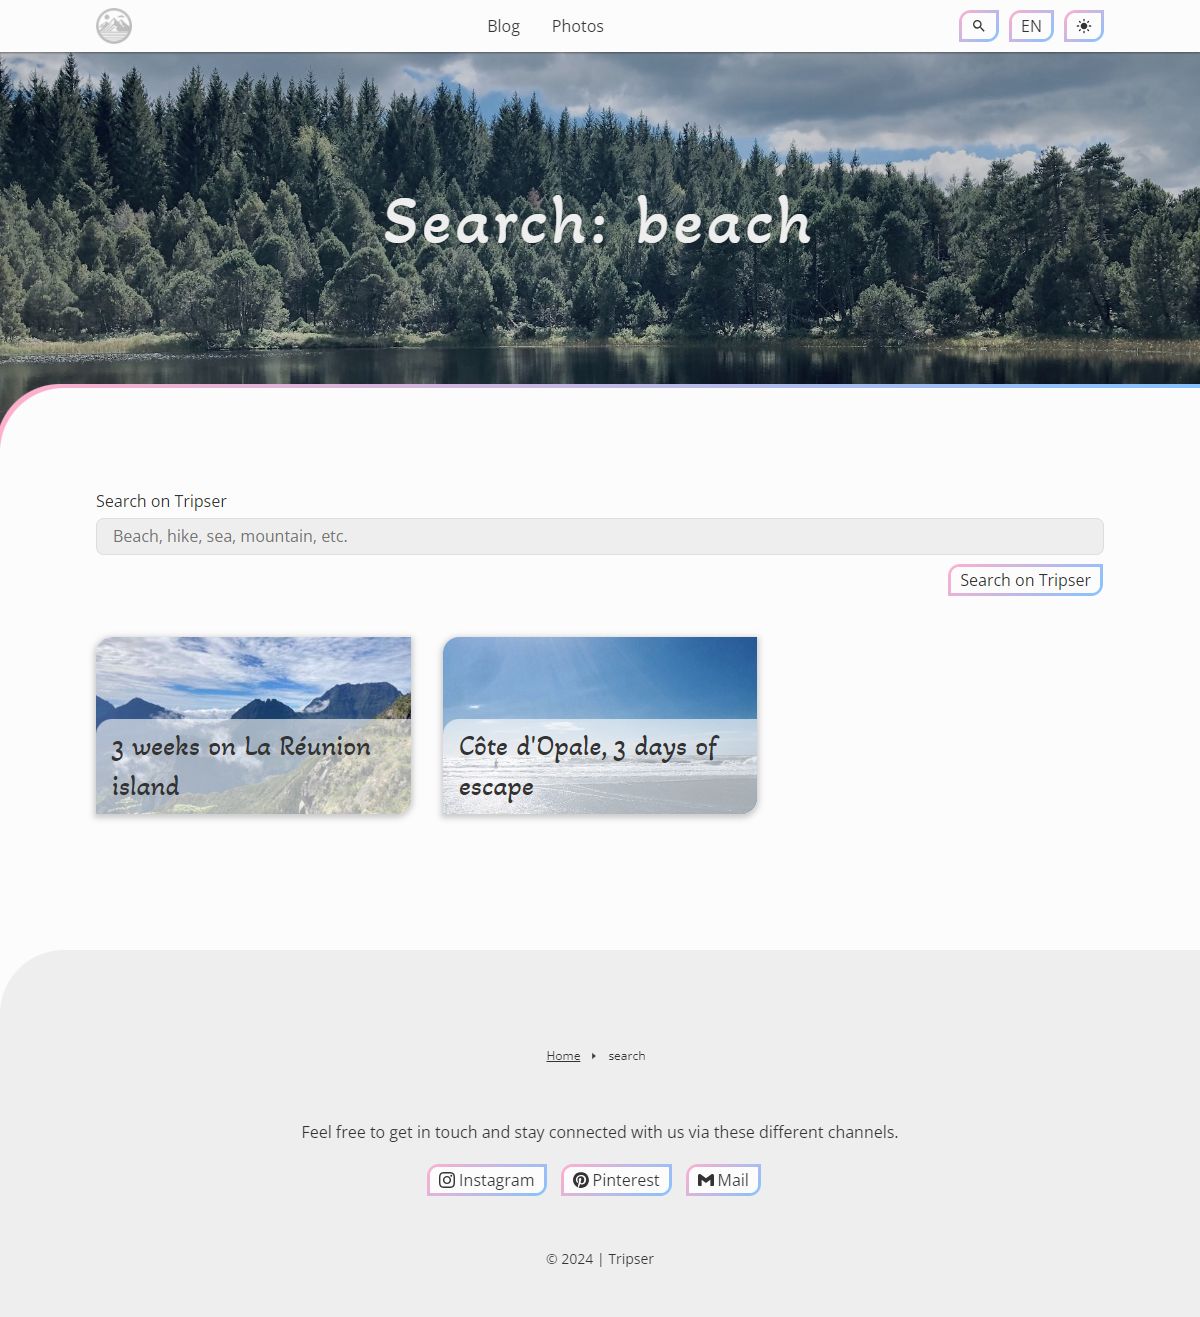 Blog Photos EN
Search: beach
Search on Tripser
Beach, hike, sea, mountain, etc.
Search on Tripser
3 weeks on La Réunion
island
Côte d'Opale, 3 days of
escape
Home search
Feel free to get in touch and stay connected with us via these different channels.
Instagram Pinterest Mail
© 2024 | Tripser